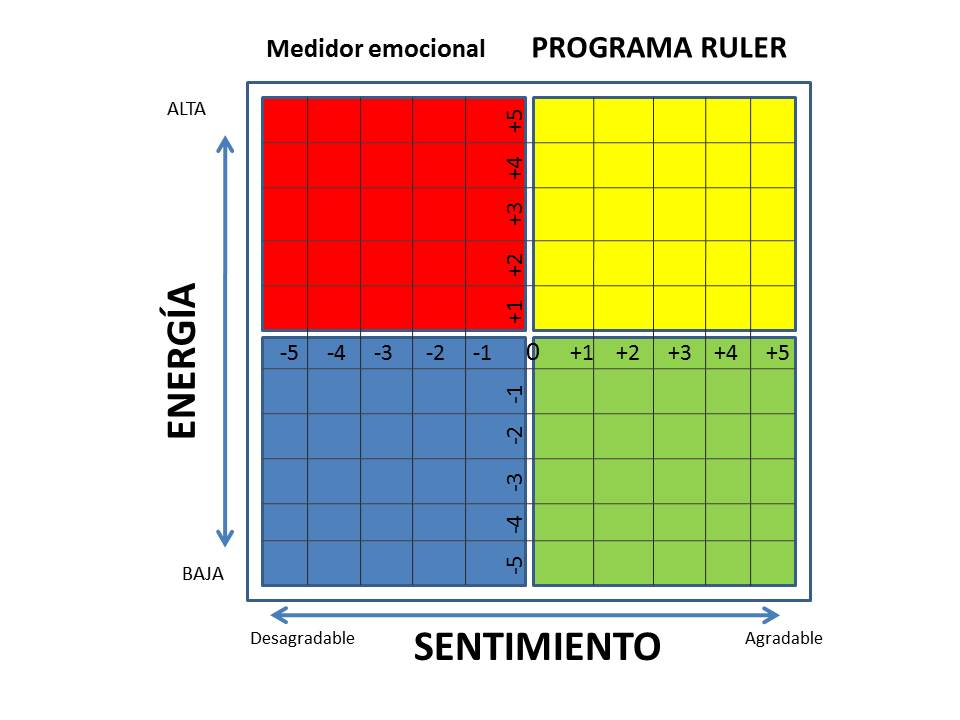 Medidor emocional
PROGRAMA RULER
ALTA
+5
+4
+3
+2
+1
ENERGÍA
-5 -4 -3 -2 -1 0 +1 +2 +3 +4 +5
-1
-2
-3
-4
-5
BAJA
Desagradable
SENTIMIENTO
Agradable